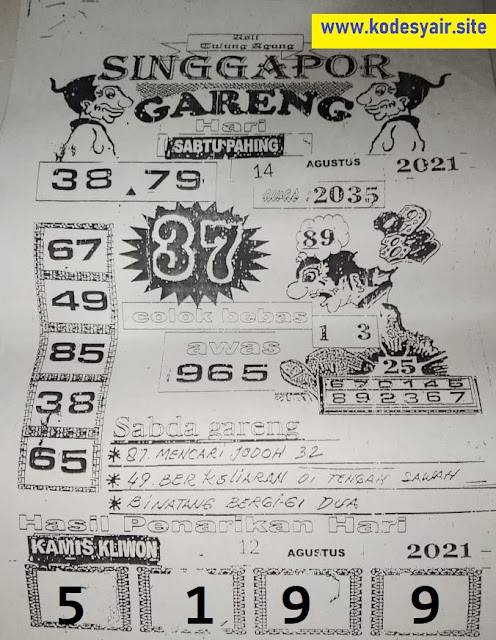 www.kodesyair.site
Asli
Tulung Agung
SINGGAPOR
GARENG
Hari
SABTU PAHING
14 AGUSTUS 2021
38.79
2035
67
49
85
38
65
37
89
colok bebas
1 3
awas
965
25
670145
892367
Sabda gareng
* 87 MENCARI JODOH 32
* 49 BERKELIARAN DI TENGAH SAWAH
* BINATANG BERGIGI DUA
Hasil Penarikan Hari
KAMIS KLIWON 12 AGUSTUS 2021
5 1 9 9